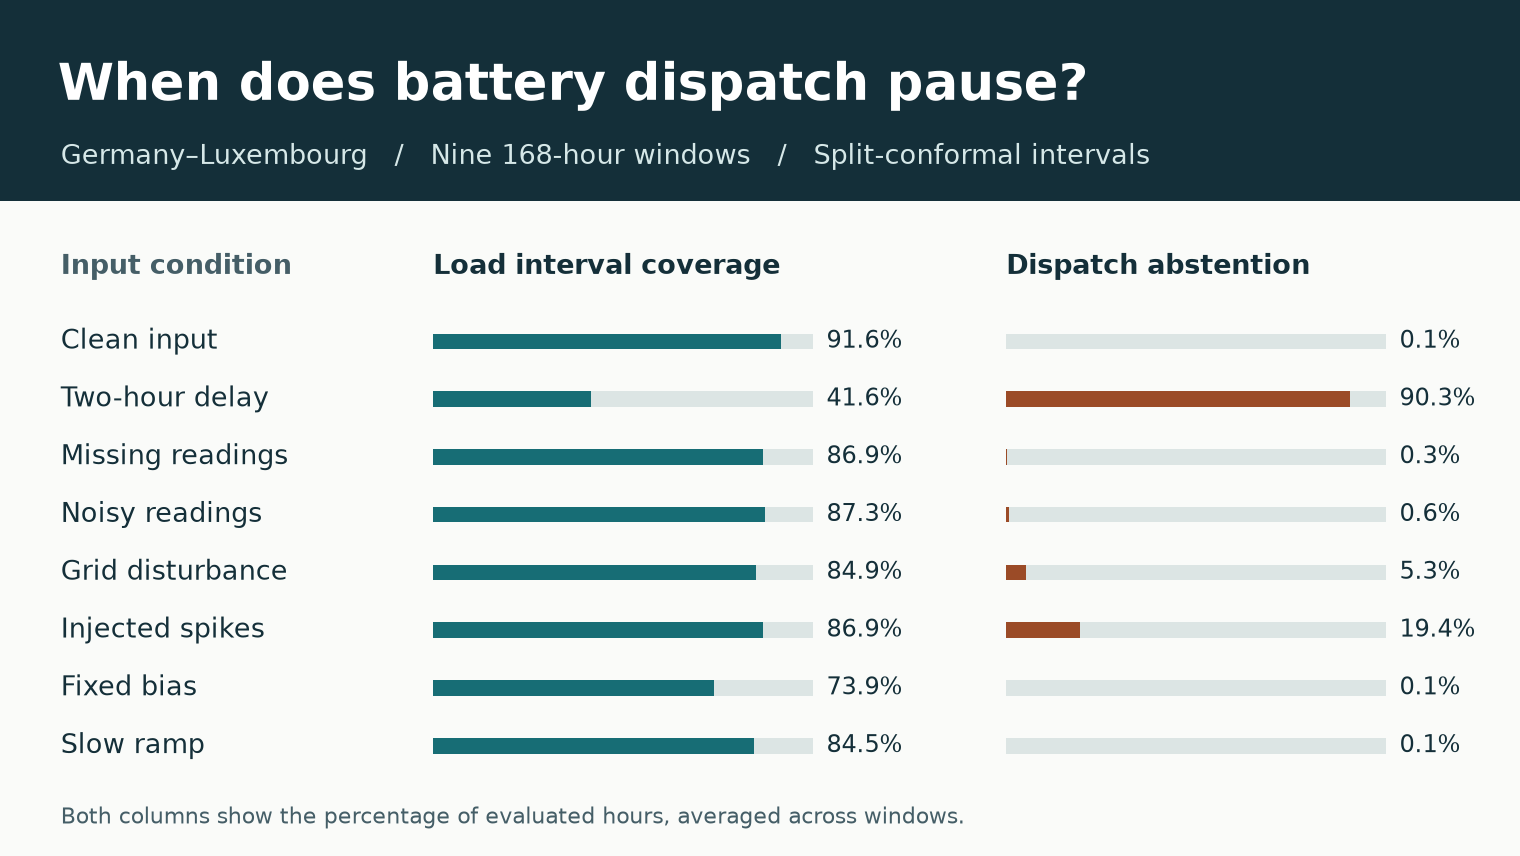 When does battery dispatch pause?
Germany–Luxembourg / Nine 168-hour windows / Split-conformal intervals
Input condition Load interval coverage Dispatch abstention
Clean input 91.6% 0.1%
Two-hour delay 41.6% 90.3%
Missing readings 86.9% 0.3%
Noisy readings 87.3% 0.6%
Grid disturbance 84.9% 5.3%
Injected spikes 86.9% 19.4%
Fixed bias 73.9% 0.1%
Slow ramp 84.5% 0.1%
Both columns show the percentage of evaluated hours, averaged across windows.